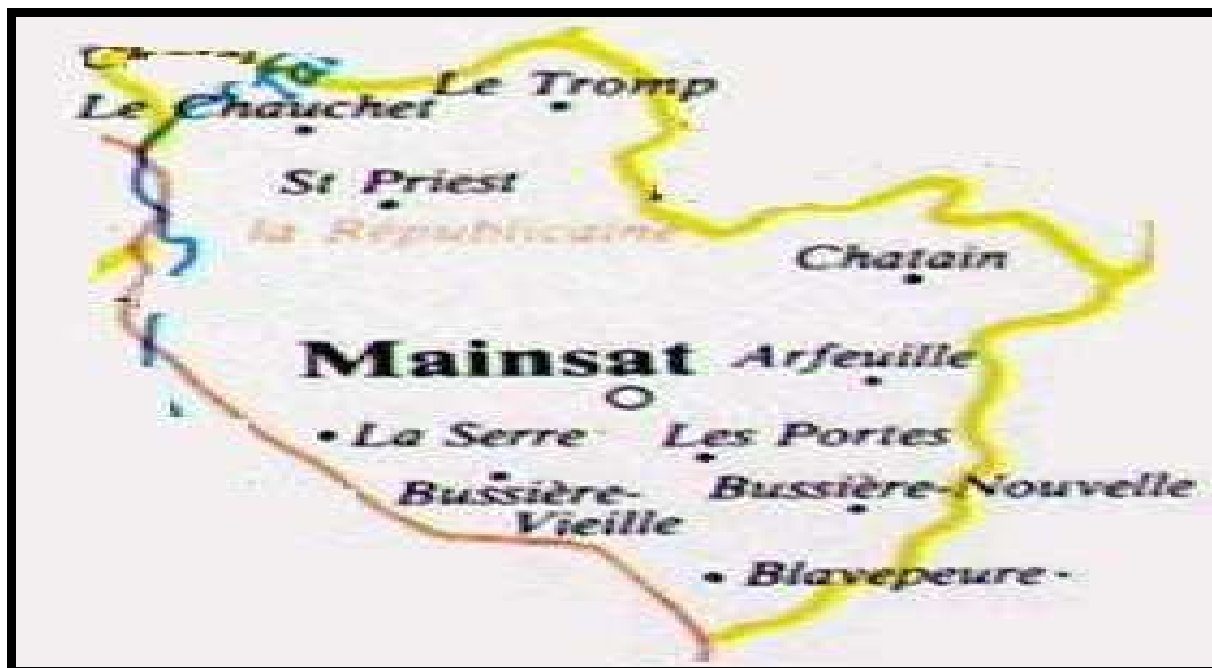 Le Tromp
Le Chauchet
St Priest
la Républicaine
Chatain
Mainsat
Arfeuille
La Serre
Les Portes
Bussière-
Vieille
Bussière-Nouvelle
Blavepeure